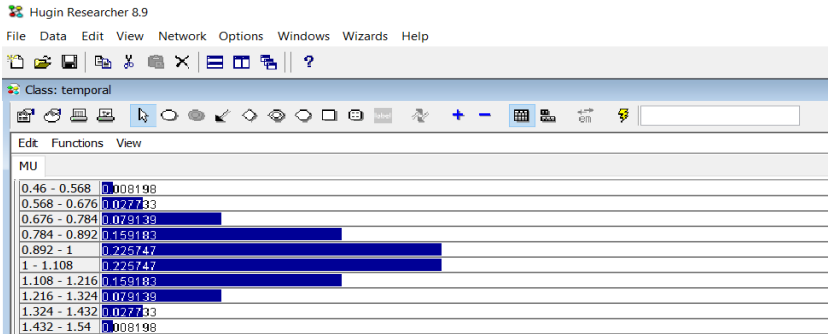 Hugin Researcher 8.9
File Data Edit View Network Options Windows Wizards Help
?
Class: temporal
label em
Edit Functions View
MU
0.46 - 0.568 0.008198
0.568 - 0.676 0.027733
0.676 - 0.784 0.079139
0.784 - 0.892 0.159183
0.892 - 1 0.225747
1 - 1.108 0.225747
1.108 - 1.216 0.159183
1.216 - 1.324 0.079139
1.324 - 1.432 0.027733
1.432 - 1.54 0.008198